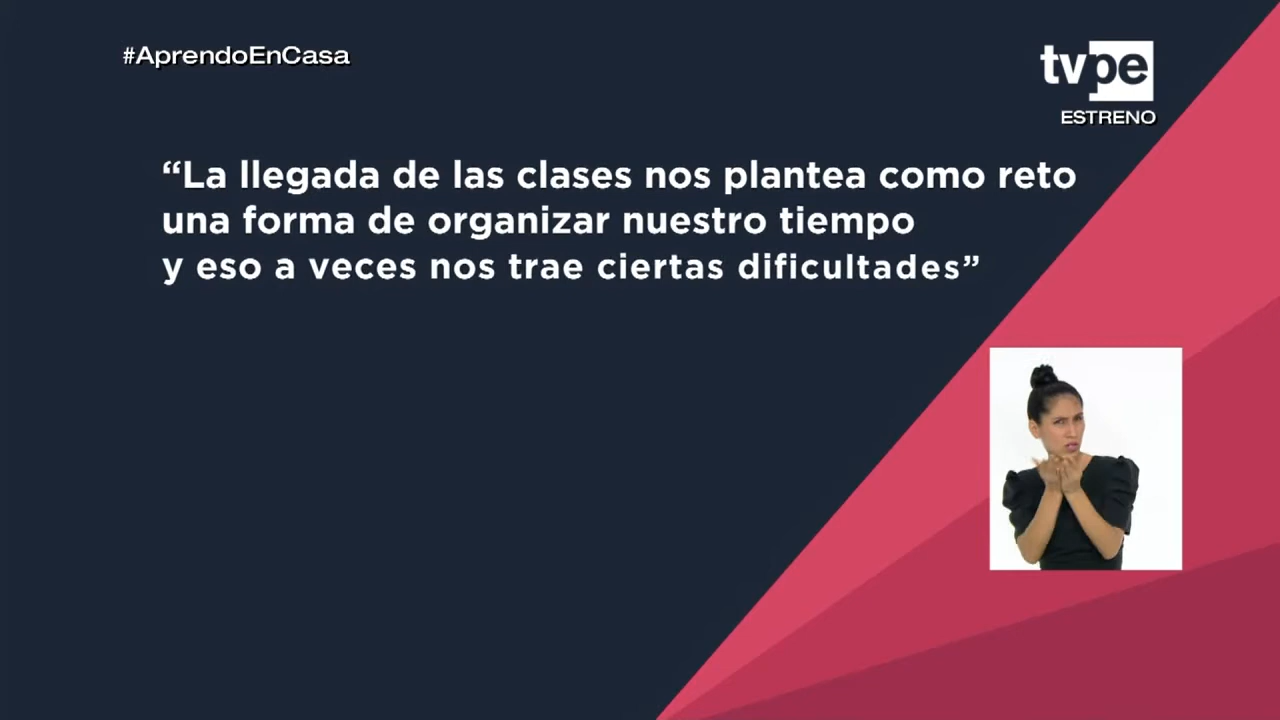 #AprendoEnCasa
tvpe
ESTRENO
“La llegada de las clases nos plantea como reto
una forma de organizar nuestro tiempo
y eso a veces nos trae ciertas dificultades”